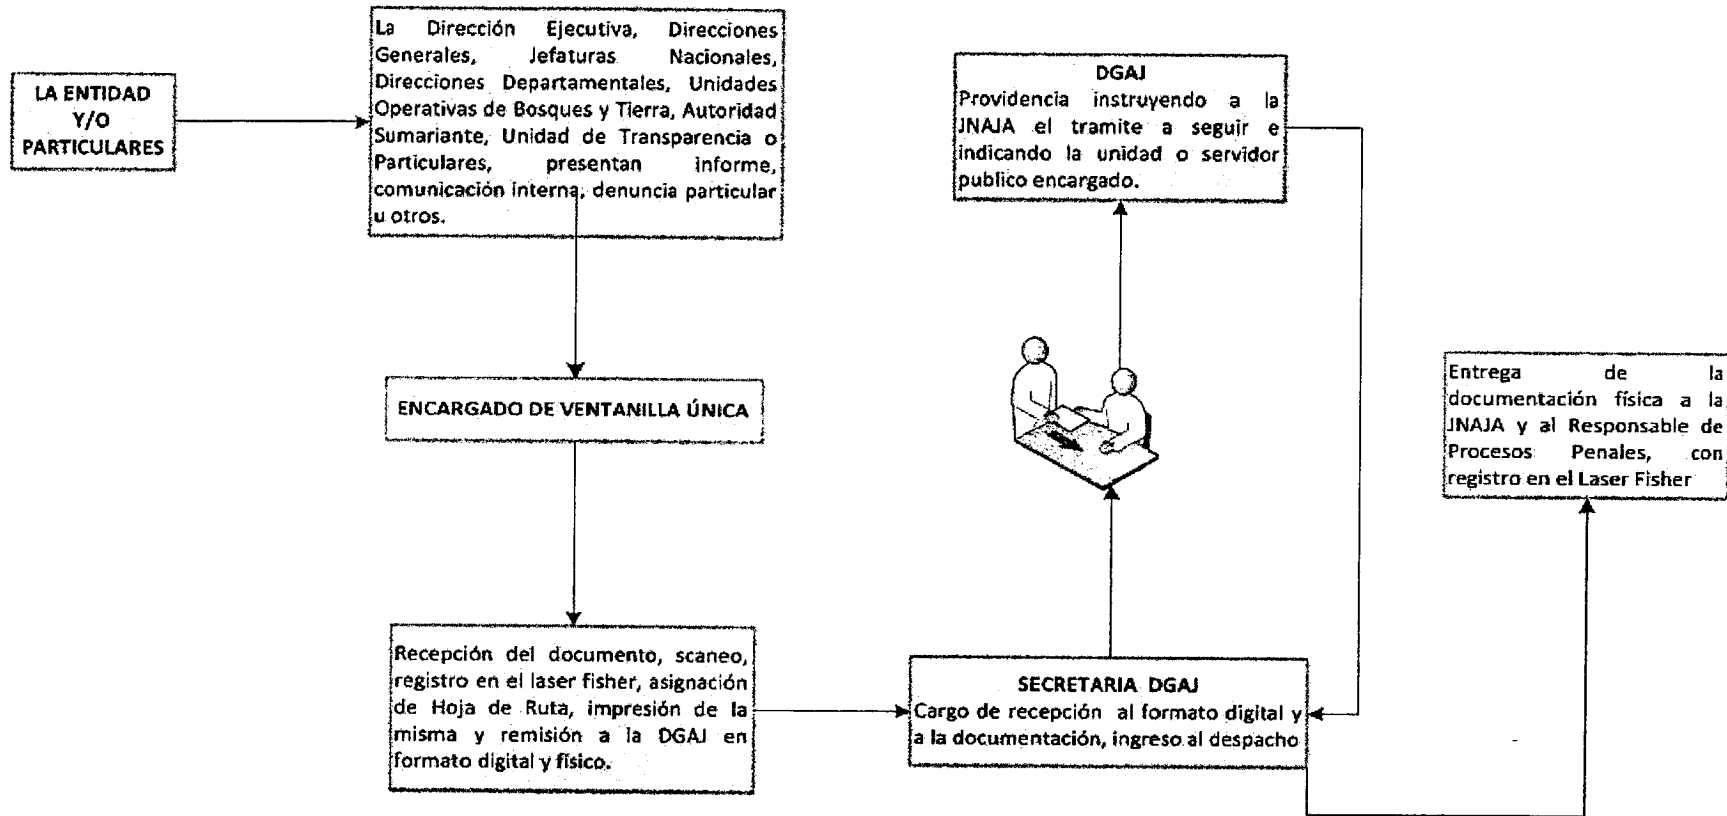 LA ENTIDAD
Y/O
PARTICULARES
La Dirección Ejecutiva, Direcciones
Generales, Jefaturas Nacionales,
Direcciones Departamentales, Unidades
Operativas de Bosques y Tierra, Autoridad
Sumariante, Unidad de Transparencia o
Particulares, presentan informe,
comunicación interna, denuncia particular
u otros.
ENCARGADO DE VENTANILLA ÚNICA
Recepción del documento, scaneo,
registro en el laser fisher, asignación
de Hoja de Ruta, impresión de la
misma y remisión a la DGAJ en
formato digital y físico.
SECRETARIA DGAJ
Cargo de recepción al formato digital y
a la documentación, ingreso al despacho
DGAJ
Providencia instruyendo a la
JNAJA el tramite a seguir e
indicando la unidad o servidor
publico encargado.
Entrega de la
documentación física a la
JNAJA y al Responsable de
Procesos Penales, con
registro en el Laser Fisher